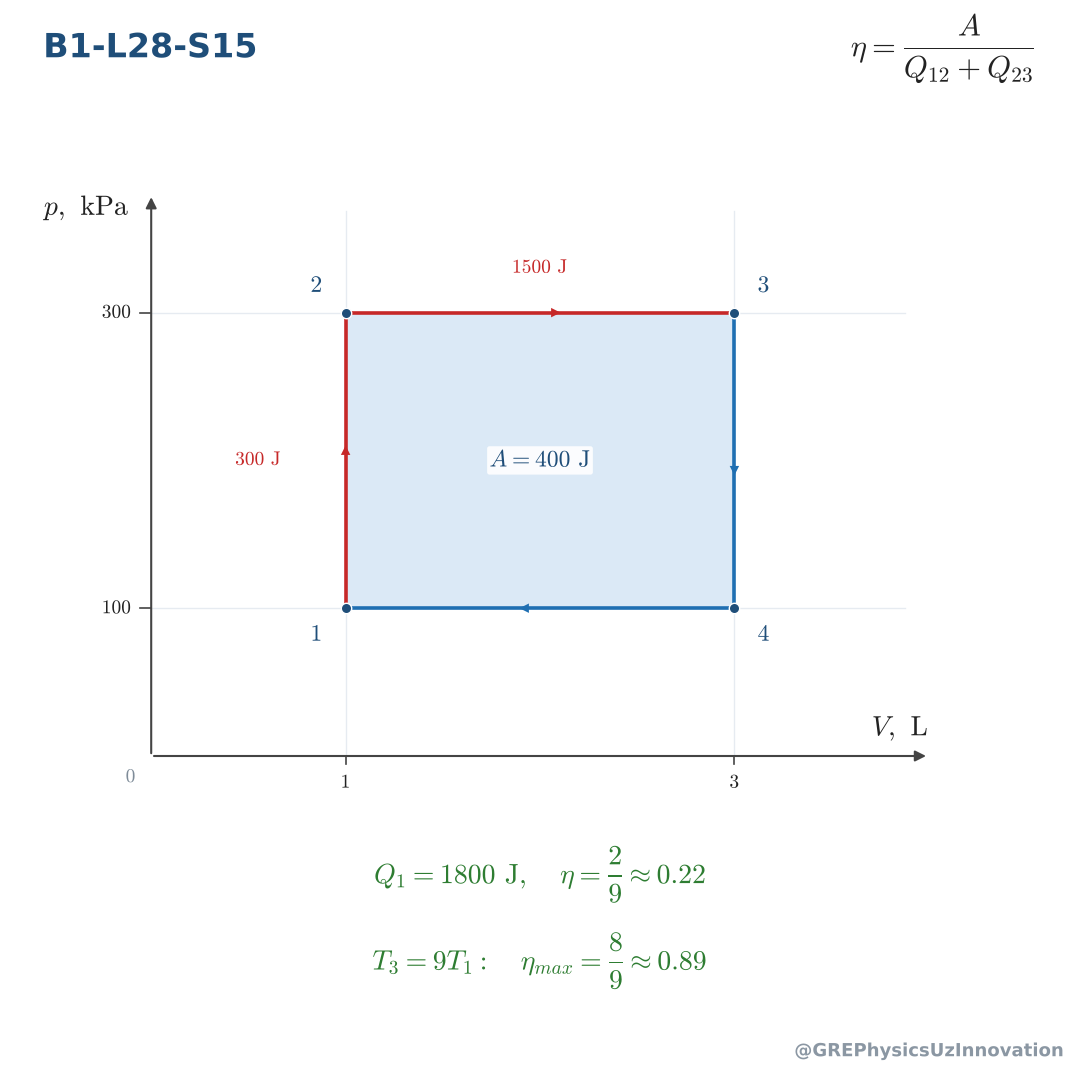 B1-L28-S15
η = A / (Q₁₂ + Q₂₃)
p, kPa
1500 J
2
3
300
A = 400 J
300 J
100
1
4
V, L
0
1
3
Q₁ = 1800 J, η = 2/9 ≈ 0.22
T₃ = 9T₁ : η_max = 8/9 ≈ 0.89
@GREPhysicsUzInnovation